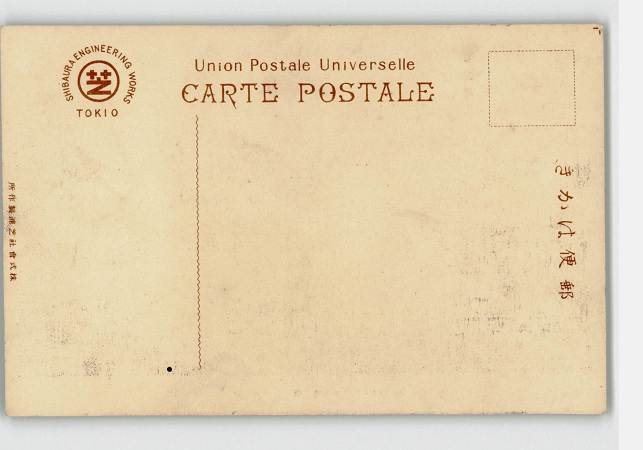 SHIBAURA ENGINEERING WORKS
TOKIO
Union Postale Universelle
CARTE POSTALE
きかは便郵
所作製浦芝社會式株